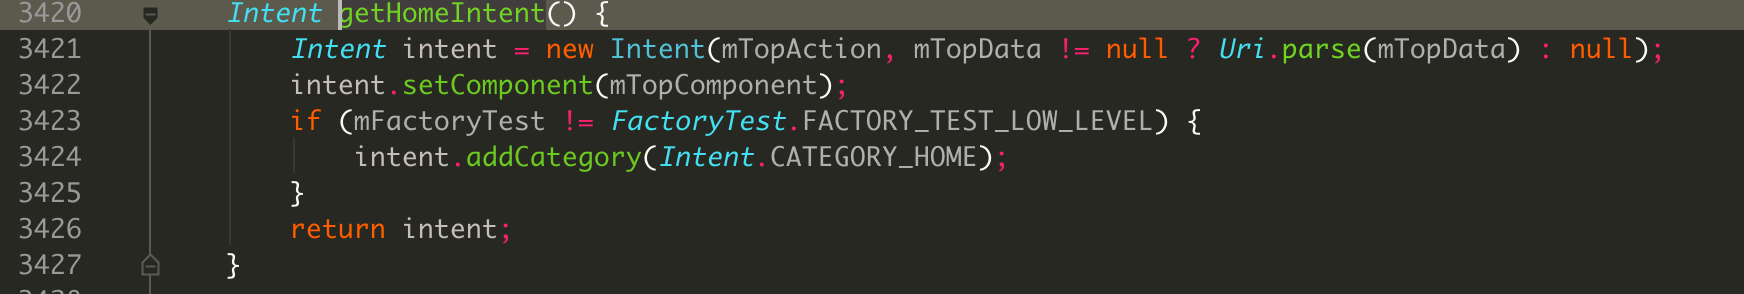 3420 Intent getHomeIntent() {
3421 Intent intent = new Intent(mTopAction, mTopData != null ? Uri.parse(mTopData) : null);
3422 intent.setComponent(mTopComponent);
3423 if (mFactoryTest != FactoryTest.FACTORY_TEST_LOW_LEVEL) {
3424 intent.addCategory(Intent.CATEGORY_HOME);
3425 }
3426 return intent;
3427 }